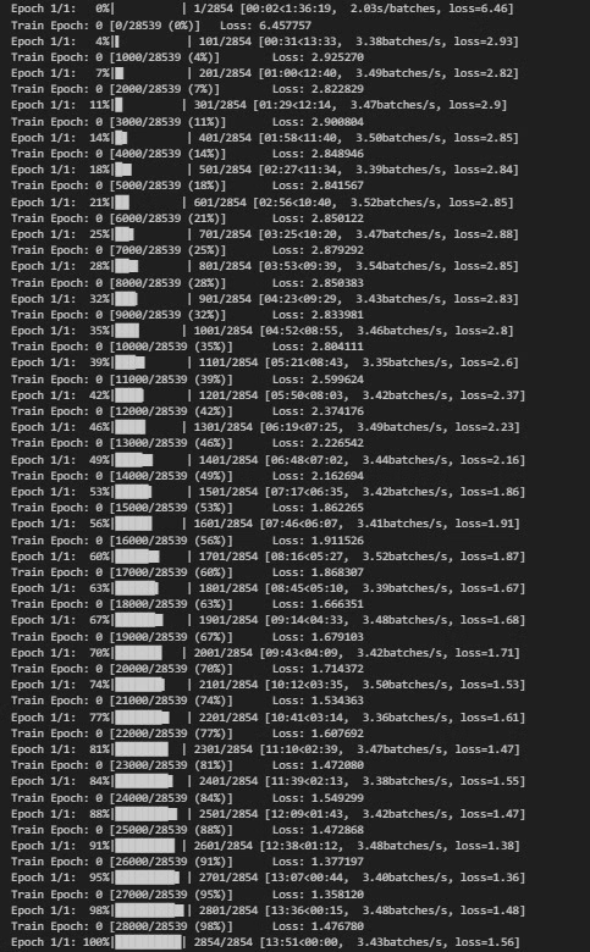 Epoch 1/1:   0%|          | 1/2854 [00:02<1:36:19,  2.03s/batches, loss=6.46]
Train Epoch: 0 [0/28539 (0%)]   Loss: 6.457757
Epoch 1/1:   4%|          | 101/2854 [00:31<13:33,  3.38batches/s, loss=2.93]
Train Epoch: 0 [1000/28539 (4%)]        Loss: 2.925270
Epoch 1/1:   7%|          | 201/2854 [01:00<12:40,  3.49batches/s, loss=2.82]
Train Epoch: 0 [2000/28539 (7%)]        Loss: 2.822829
Epoch 1/1:  11%|          | 301/2854 [01:29<12:14,  3.47batches/s, loss=2.9]
Train Epoch: 0 [3000/28539 (11%)]       Loss: 2.900804
Epoch 1/1:  14%|          | 401/2854 [01:58<11:40,  3.50batches/s, loss=2.85]
Train Epoch: 0 [4000/28539 (14%)]       Loss: 2.848946
Epoch 1/1:  18%|          | 501/2854 [02:27<11:34,  3.39batches/s, loss=2.84]
Train Epoch: 0 [5000/28539 (18%)]       Loss: 2.841567
Epoch 1/1:  21%|          | 601/2854 [02:56<10:40,  3.52batches/s, loss=2.85]
Train Epoch: 0 [6000/28539 (21%)]       Loss: 2.850122
Epoch 1/1:  25%|          | 701/2854 [03:25<10:20,  3.47batches/s, loss=2.88]
Train Epoch: 0 [7000/28539 (25%)]       Loss: 2.879292
Epoch 1/1:  28%|          | 801/2854 [03:53<09:39,  3.54batches/s, loss=2.85]
Train Epoch: 0 [8000/28539 (28%)]       Loss: 2.850383
Epoch 1/1:  32%|          | 901/2854 [04:23<09:29,  3.43batches/s, loss=2.83]
Train Epoch: 0 [9000/28539 (32%)]       Loss: 2.833981
Epoch 1/1:  35%|          | 1001/2854 [04:52<08:55,  3.46batches/s, loss=2.8]
Train Epoch: 0 [10000/28539 (35%)]      Loss: 2.804111
Epoch 1/1:  39%|          | 1101/2854 [05:21<08:43,  3.35batches/s, loss=2.6]
Train Epoch: 0 [11000/28539 (39%)]      Loss: 2.599624
Epoch 1/1:  42%|          | 1201/2854 [05:50<08:03,  3.42batches/s, loss=2.37]
Train Epoch: 0 [12000/28539 (42%)]      Loss: 2.374176
Epoch 1/1:  46%|          | 1301/2854 [06:19<07:25,  3.49batches/s, loss=2.23]
Train Epoch: 0 [13000/28539 (46%)]      Loss: 2.226542
Epoch 1/1:  49%|          | 1401/2854 [06:48<07:02,  3.44batches/s, loss=2.16]
Train Epoch: 0 [14000/28539 (49%)]      Loss: 2.162694
Epoch 1/1:  53%|          | 1501/2854 [07:17<06:35,  3.42batches/s, loss=1.86]
Train Epoch: 0 [15000/28539 (53%)]      Loss: 1.862265
Epoch 1/1:  56%|          | 1601/2854 [07:46<06:07,  3.41batches/s, loss=1.91]
Train Epoch: 0 [16000/28539 (56%)]      Loss: 1.911526
Epoch 1/1:  60%|          | 1701/2854 [08:16<05:27,  3.52batches/s, loss=1.87]
Train Epoch: 0 [17000/28539 (60%)]      Loss: 1.868307
Epoch 1/1:  63%|          | 1801/2854 [08:45<05:10,  3.39batches/s, loss=1.67]
Train Epoch: 0 [18000/28539 (63%)]      Loss: 1.666351
Epoch 1/1:  67%|          | 1901/2854 [09:14<04:33,  3.48batches/s, loss=1.68]
Train Epoch: 0 [19000/28539 (67%)]      Loss: 1.679103
Epoch 1/1:  70%|          | 2001/2854 [09:43<04:09,  3.42batches/s, loss=1.71]
Train Epoch: 0 [20000/28539 (70%)]      Loss: 1.714372
Epoch 1/1:  74%|          | 2101/2854 [10:12<03:35,  3.50batches/s, loss=1.53]
Train Epoch: 0 [21000/28539 (74%)]      Loss: 1.534363
Epoch 1/1:  77%|          | 2201/2854 [10:41<03:14,  3.36batches/s, loss=1.61]
Train Epoch: 0 [22000/28539 (77%)]      Loss: 1.607692
Epoch 1/1:  81%|          | 2301/2854 [11:10<02:39,  3.47batches/s, loss=1.47]
Train Epoch: 0 [23000/28539 (81%)]      Loss: 1.472080
Epoch 1/1:  84%|          | 2401/2854 [11:39<02:13,  3.38batches/s, loss=1.55]
Train Epoch: 0 [24000/28539 (84%)]      Loss: 1.549299
Epoch 1/1:  88%|          | 2501/2854 [12:09<01:43,  3.42batches/s, loss=1.47]
Train Epoch: 0 [25000/28539 (88%)]      Loss: 1.472868
Epoch 1/1:  91%|          | 2601/2854 [12:38<01:12,  3.48batches/s, loss=1.38]
Train Epoch: 0 [26000/28539 (91%)]      Loss: 1.377197
Epoch 1/1:  95%|          | 2701/2854 [13:07<00:44,  3.40batches/s, loss=1.36]
Train Epoch: 0 [27000/28539 (95%)]      Loss: 1.358120
Epoch 1/1:  98%|          | 2801/2854 [13:36<00:15,  3.48batches/s, loss=1.48]
Train Epoch: 0 [28000/28539 (98%)]      Loss: 1.476780
Epoch 1/1: 100%|          | 2854/2854 [13:51<00:00,  3.43batches/s, loss=1.56]